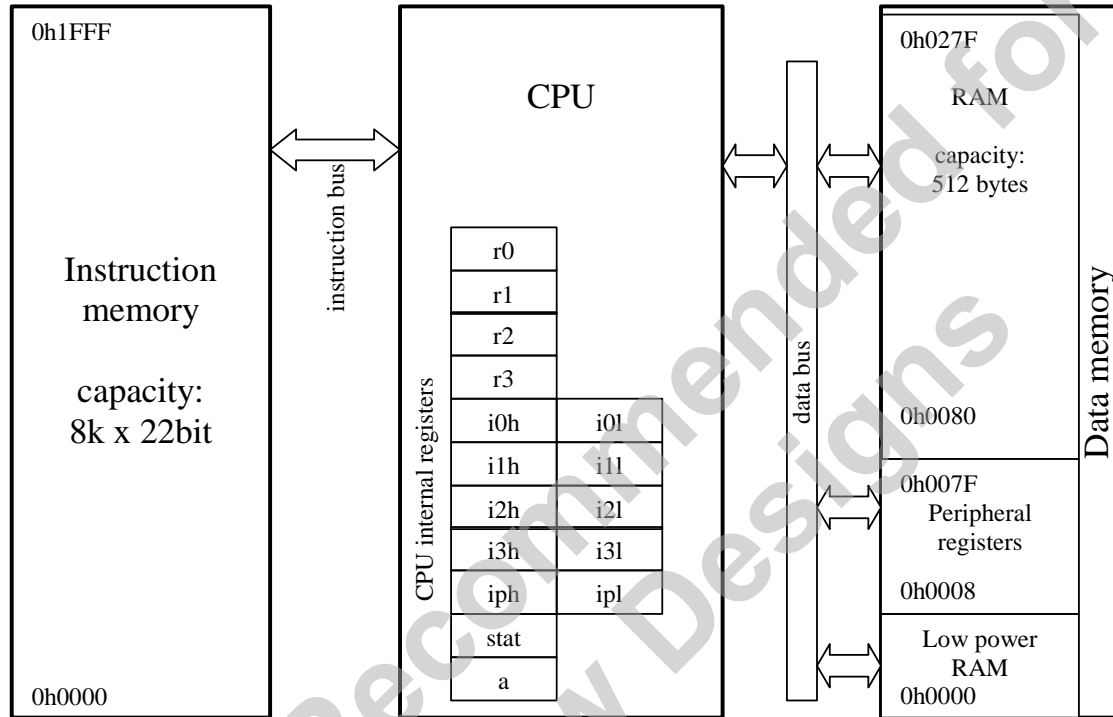 0h1FFF
Instruction
memory
capacity:
8k x 22bit
0h0000
instruction bus
CPU
CPU internal registers
r0
r1
r2
r3
i0h i0l
i1h i1l
i2h i2l
i3h i3l
iph ipl
stat
a
data bus
0h027F
RAM
capacity:
512 bytes
0h0080
0h007F
Peripheral
registers
0h0008
Low power
RAM
0h0000
Data memory
Recommended for
w Designs